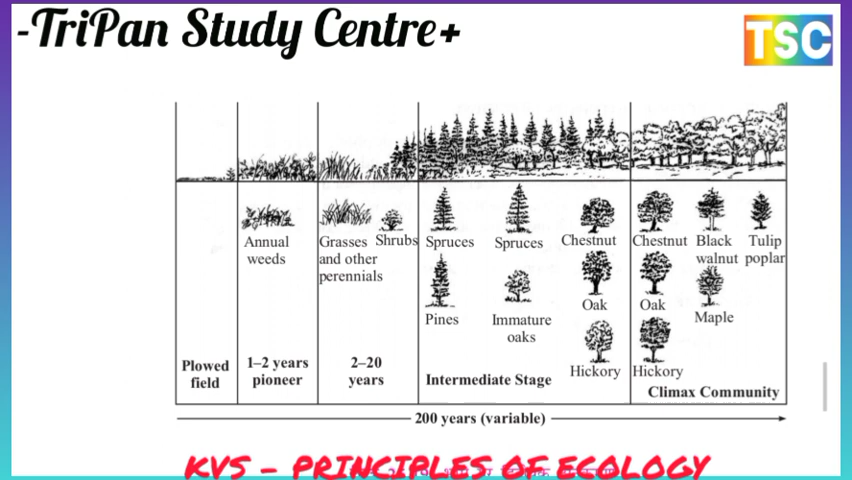 -TriPan Study Centre+
TSC
Annual
weeds
Grasses
and other
perennials
Shrubs
Spruces
Pines
Spruces
Immature
oaks
Chestnut
Oak
Hickory
Chestnut
Oak
Hickory
Black
walnut
Maple
Tulip
poplar
Plowed
field
1–2 years
pioneer
2–20
years
Intermediate Stage
Climax Community
200 years (variable)
KVS - PRINCIPLES OF ECOLOGY